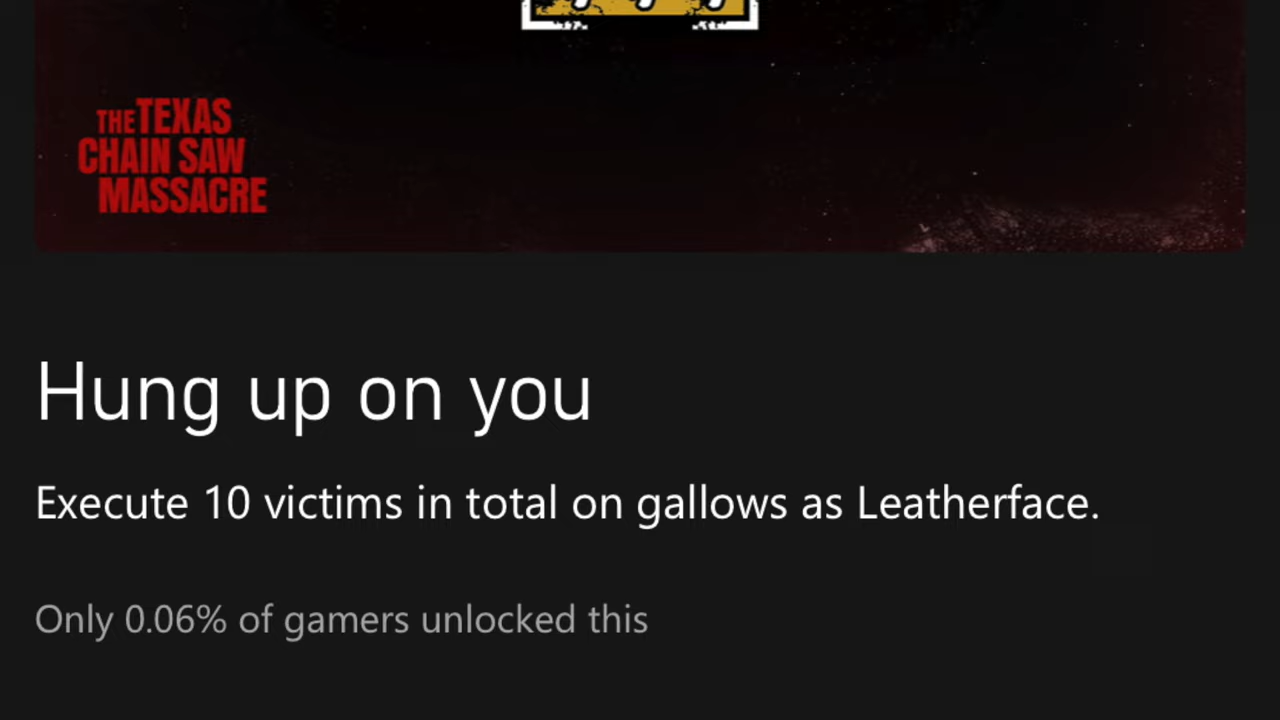 THE TEXAS
CHAIN SAW
MASSACRE
Hung up on you
Execute 10 victims in total on gallows as Leatherface.
Only 0.06% of gamers unlocked this